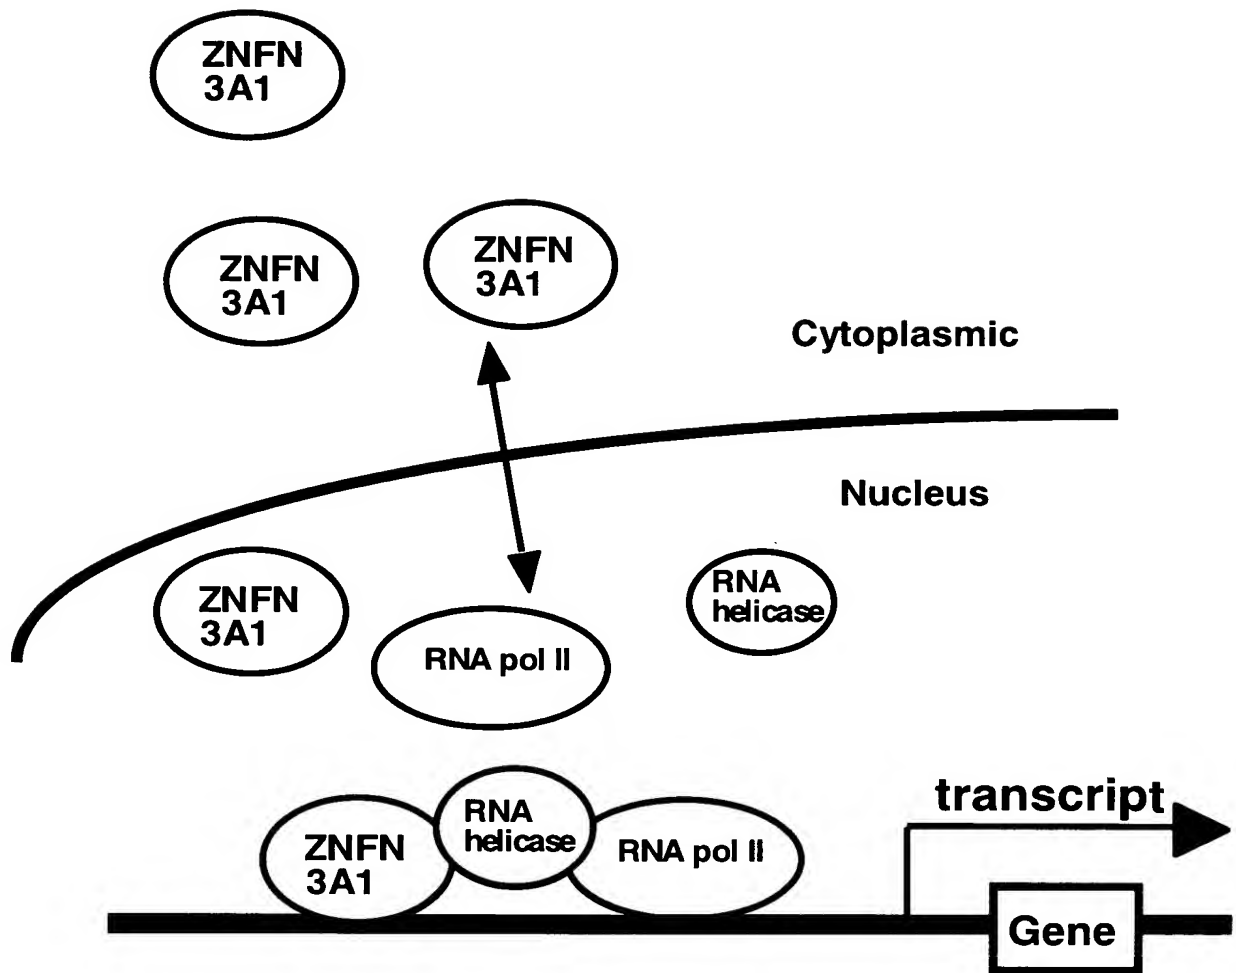 ZNFN
3A1
ZNFN
3A1
ZNFN
3A1
Cytoplasmic
Nucleus
ZNFN
3A1
RNA pol II
RNA
helicase
ZNFN
3A1
RNA
helicase
RNA pol II
transcript
Gene